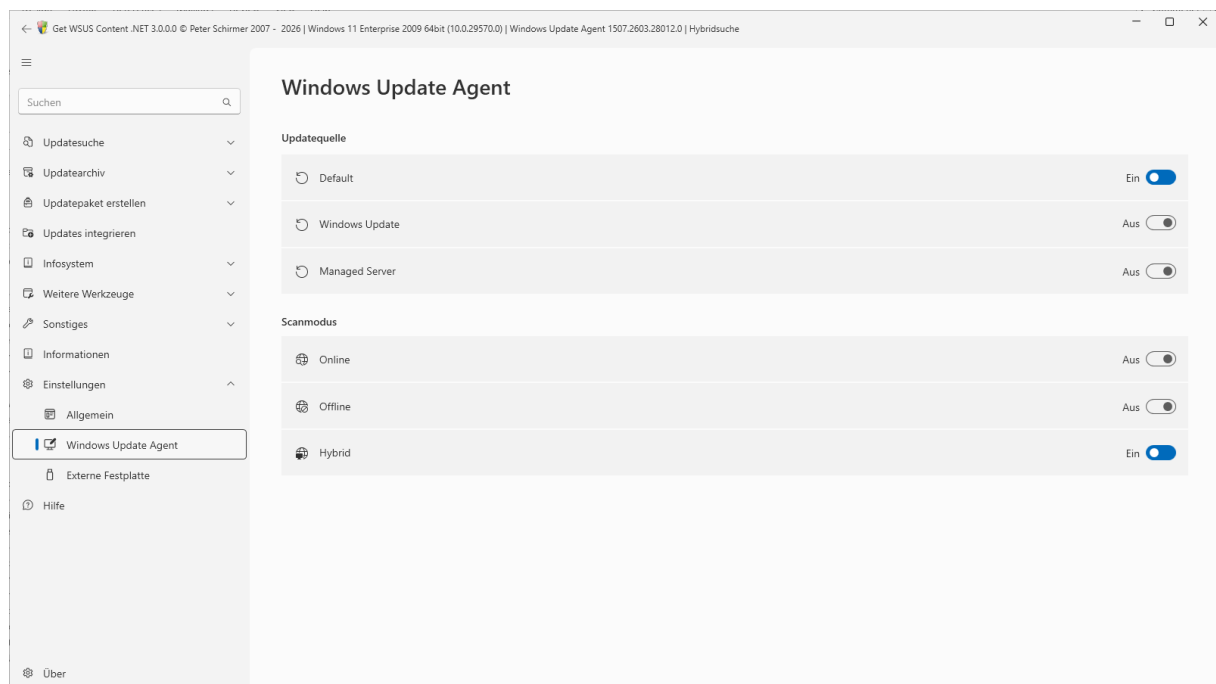 Get WSUS Content .NET 3.0.0.0 © Peter Schirmer 2007 - 2026 | Windows 11 Enterprise 2009 64bit (10.0.29570.0) | Windows Update Agent 1507.2603.28012.0 | Hybridsuche
Suchen
Updatesuche
Updatearchiv
Updatepaket erstellen
Updates integrieren
Infosystem
Weitere Werkzeuge
Sonstiges
Informationen
Einstellungen
Allgemein
Windows Update Agent
Externe Festplatte
Hilfe
Über
Windows Update Agent
Updatequelle
Default Ein
Windows Update Aus
Managed Server Aus
Scanmodus
Online Aus
Offline Aus
Hybrid Ein